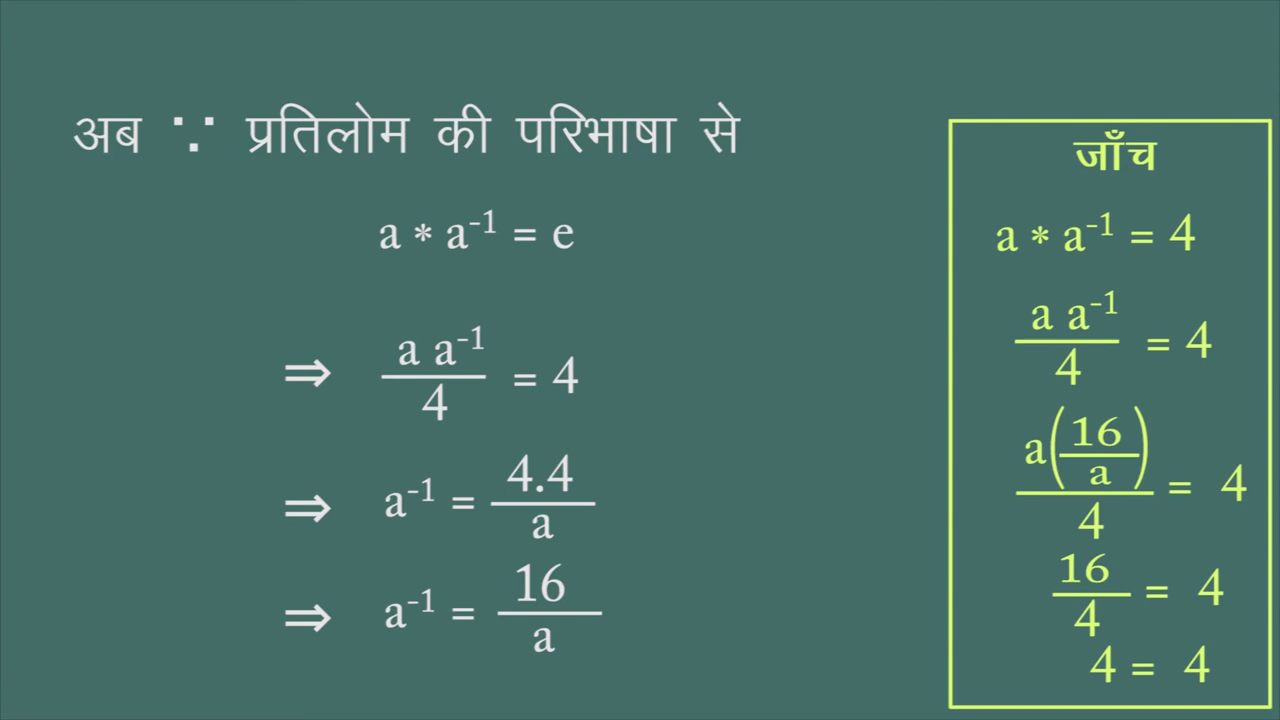 अब ∵ प्रतिलोम की परिभाषा से
a * a⁻¹ = e
⇒ a a⁻¹/4 = 4
⇒ a⁻¹ = 4.4/a
⇒ a⁻¹ = 16/a
जाँच
a * a⁻¹ = 4
a a⁻¹/4 = 4
a(16/a)/4 = 4
16/4 = 4
4 = 4